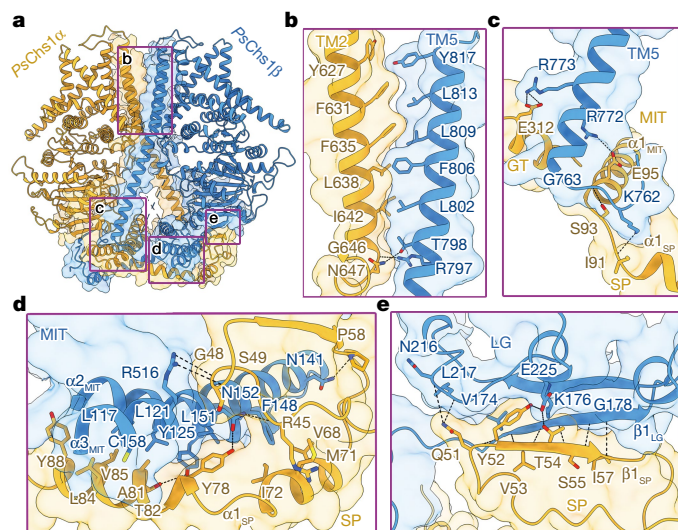 a
PsChs1α
PsChs1β
b
c
d
e
b
TM2
TM5
Y627
Y817
F631
L813
F635
L809
L638
F806
I642
L802
G646
T798
N647
R797
c
TM5
R773
MIT
R772
E312
α1MIT
GT
E95
G763
K762
S93
α1SP
I91
SP
d
MIT
G48
P58
R516
S49
N141
α2MIT
N152
L117
L121
L151
F148
α3MIT
C158
Y125
R45
V68
Y88
V85
M71
L84
A81
Y78
I72
T82
α1SP
SP
e
N216
LG
L217
E225
V174
K176
G178
β1LG
Q51
Y52
T54
I57
β1SP
V53
S55
SP